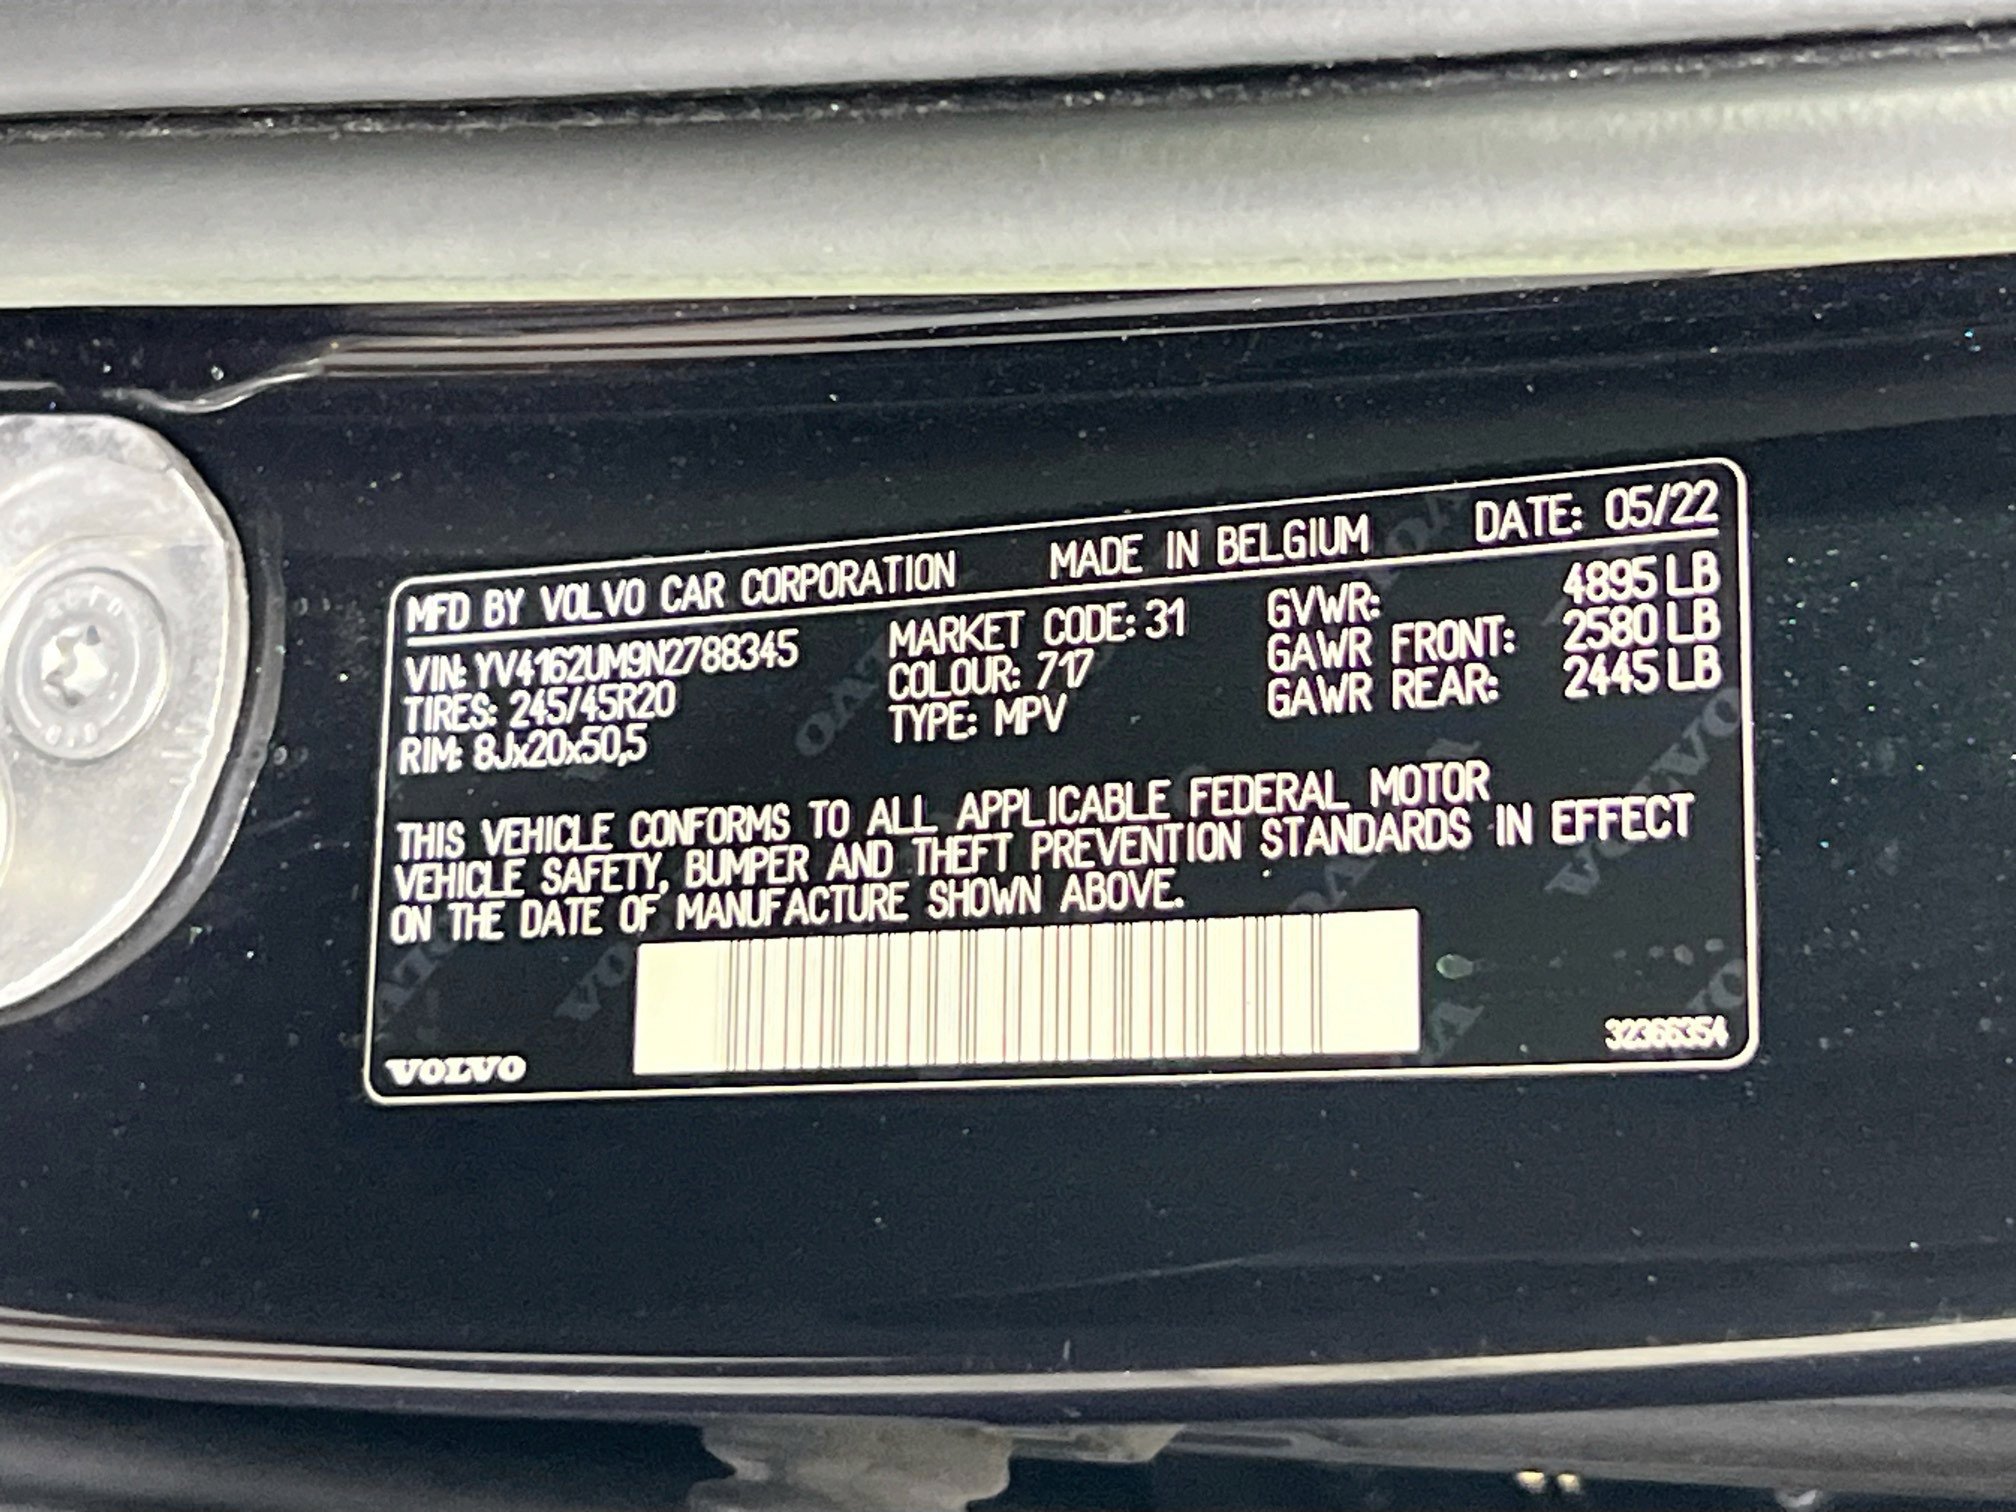 MFD BY VOLVO CAR CORPORATION MADE IN BELGIUM DATE: 05/22
VIN: YV4162UM9N2788345 MARKET CODE: 31 GVWR: 4895 LB
TIRES: 245/45R20 COLOUR: 717 GAWR FRONT: 2580 LB
RIM: 8Jx20x50,5 TYPE: MPV GAWR REAR: 2445 LB
THIS VEHICLE CONFORMS TO ALL APPLICABLE FEDERAL MOTOR
VEHICLE SAFETY, BUMPER AND THEFT PREVENTION STANDARDS IN EFFECT
ON THE DATE OF MANUFACTURE SHOWN ABOVE.
VOLVO 32366354